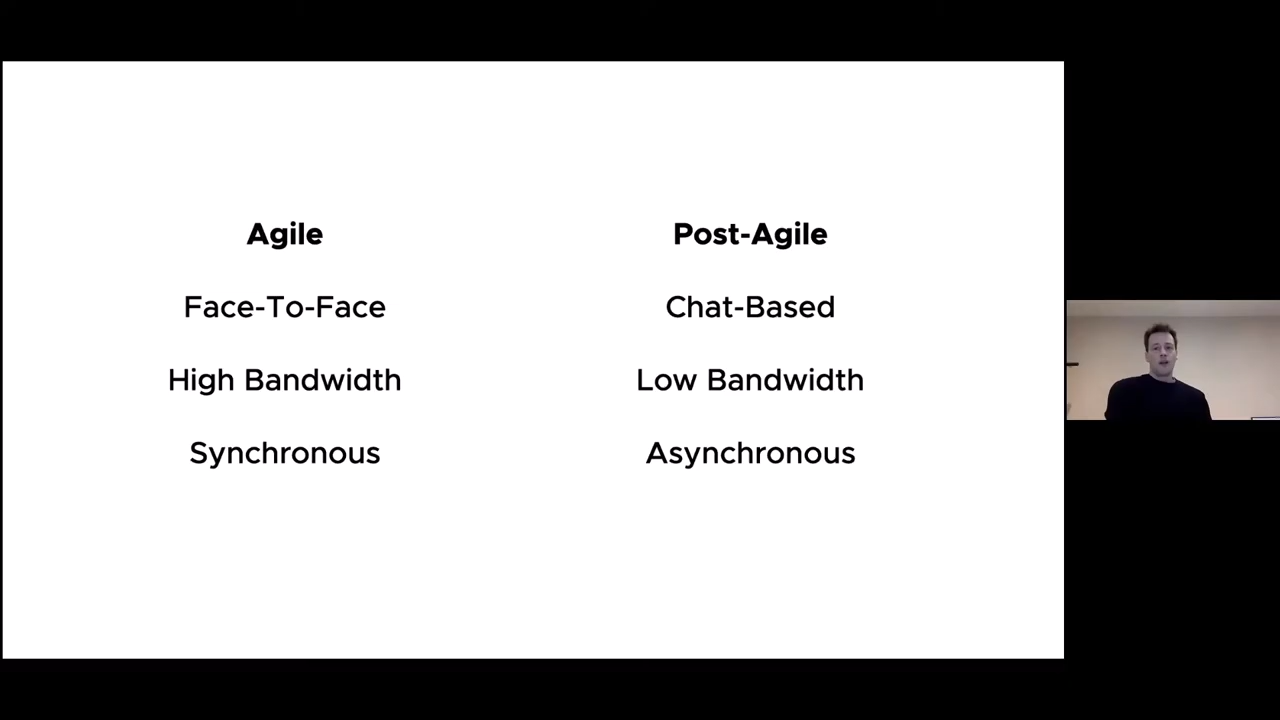 Agile
Post-Agile
Face-To-Face
Chat-Based
High Bandwidth
Low Bandwidth
Synchronous
Asynchronous